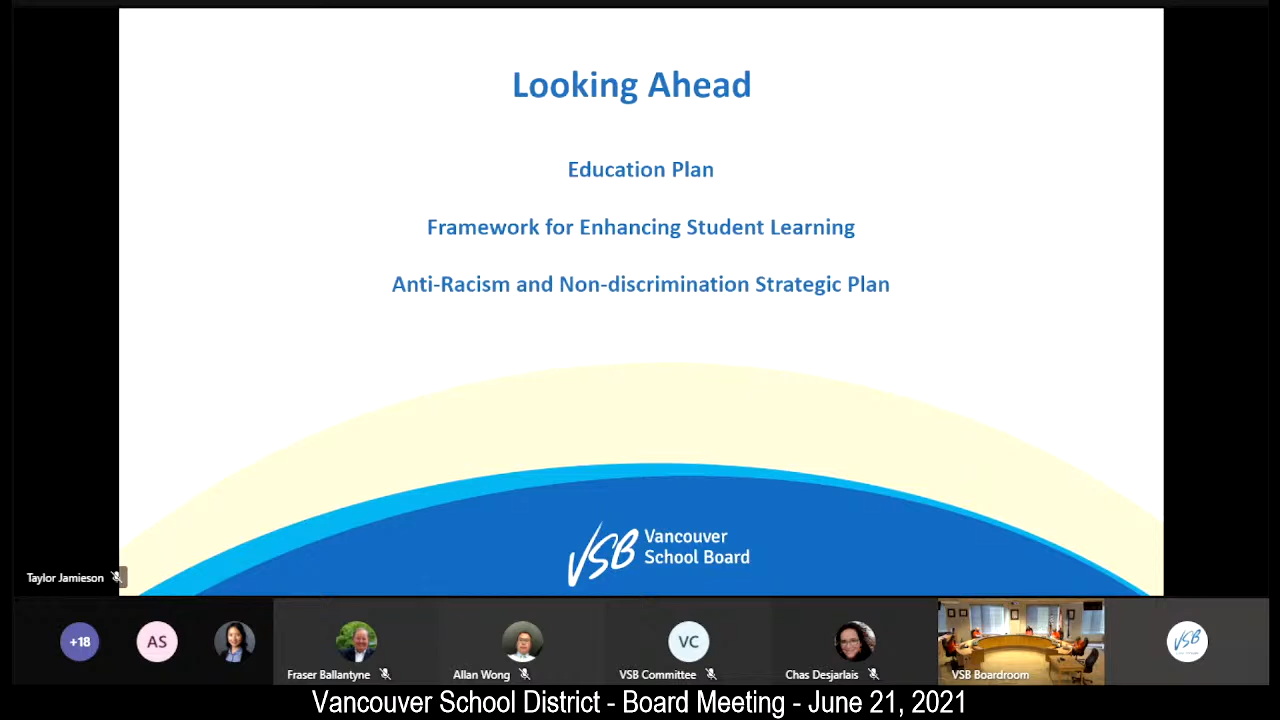 Looking Ahead
Education Plan
Framework for Enhancing Student Learning
Anti-Racism and Non-discrimination Strategic Plan
VSB Vancouver
School Board
Taylor Jamieson
+18
AS
Fraser Ballantyne
Allan Wong
VC
VSB Committee
Chas Desjarlais
VSB Boardroom
VSB
Vancouver School District - Board Meeting - June 21, 2021